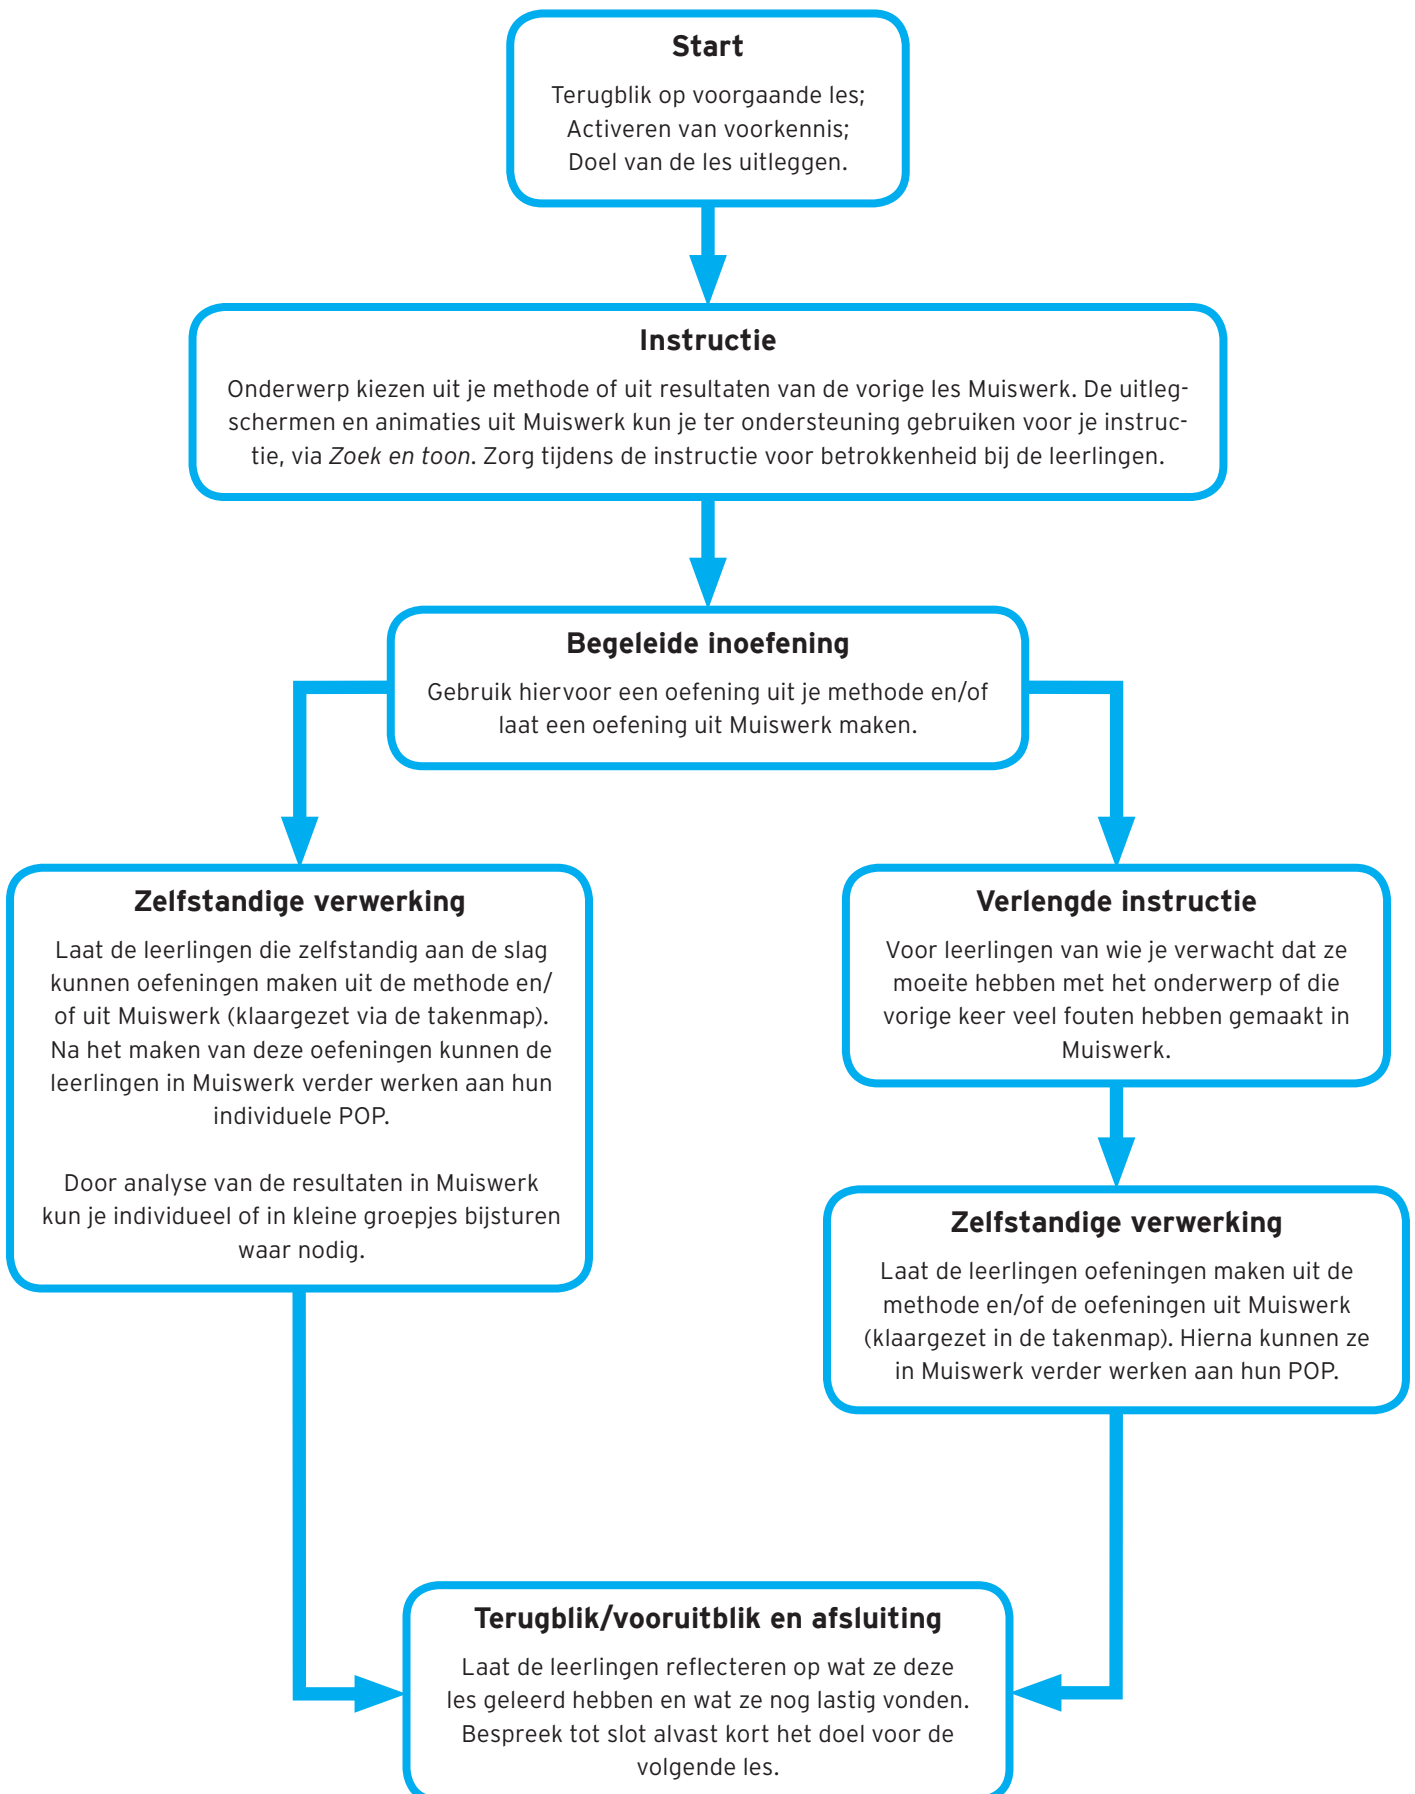 Start
Terugblik op voorgaande les;
Activeren van voorkennis;
Doel van de les uitleggen.
Instructie
Onderwerp kiezen uit je methode of uit resultaten van de vorige les Muiswerk. De uitleg-
schermen en animaties uit Muiswerk kun je ter ondersteuning gebruiken voor je instruc-
tie, via Zoek en toon. Zorg tijdens de instructie voor betrokkenheid bij de leerlingen.
Begeleide inoefening
Gebruik hiervoor een oefening uit je methode en/of
laat een oefening uit Muiswerk maken.
Zelfstandige verwerking
Laat de leerlingen die zelfstandig aan de slag
kunnen oefeningen maken uit de methode en/
of uit Muiswerk (klaargezet via de takenmap).
Na het maken van deze oefeningen kunnen de
leerlingen in Muiswerk verder werken aan hun
individuele POP.
Door analyse van de resultaten in Muiswerk
kun je individueel of in kleine groepjes bijsturen
waar nodig.
Verlengde instructie
Voor leerlingen van wie je verwacht dat ze
moeite hebben met het onderwerp of die
vorige keer veel fouten hebben gemaakt in
Muiswerk.
Zelfstandige verwerking
Laat de leerlingen oefeningen maken uit de
methode en/of de oefeningen uit Muiswerk
(klaargezet in de takenmap). Hierna kunnen ze
in Muiswerk verder werken aan hun POP.
Terugblik/vooruitblik en afsluiting
Laat de leerlingen reflecteren op wat ze deze
les geleerd hebben en wat ze nog lastig vonden.
Bespreek tot slot alvast kort het doel voor de
volgende les.